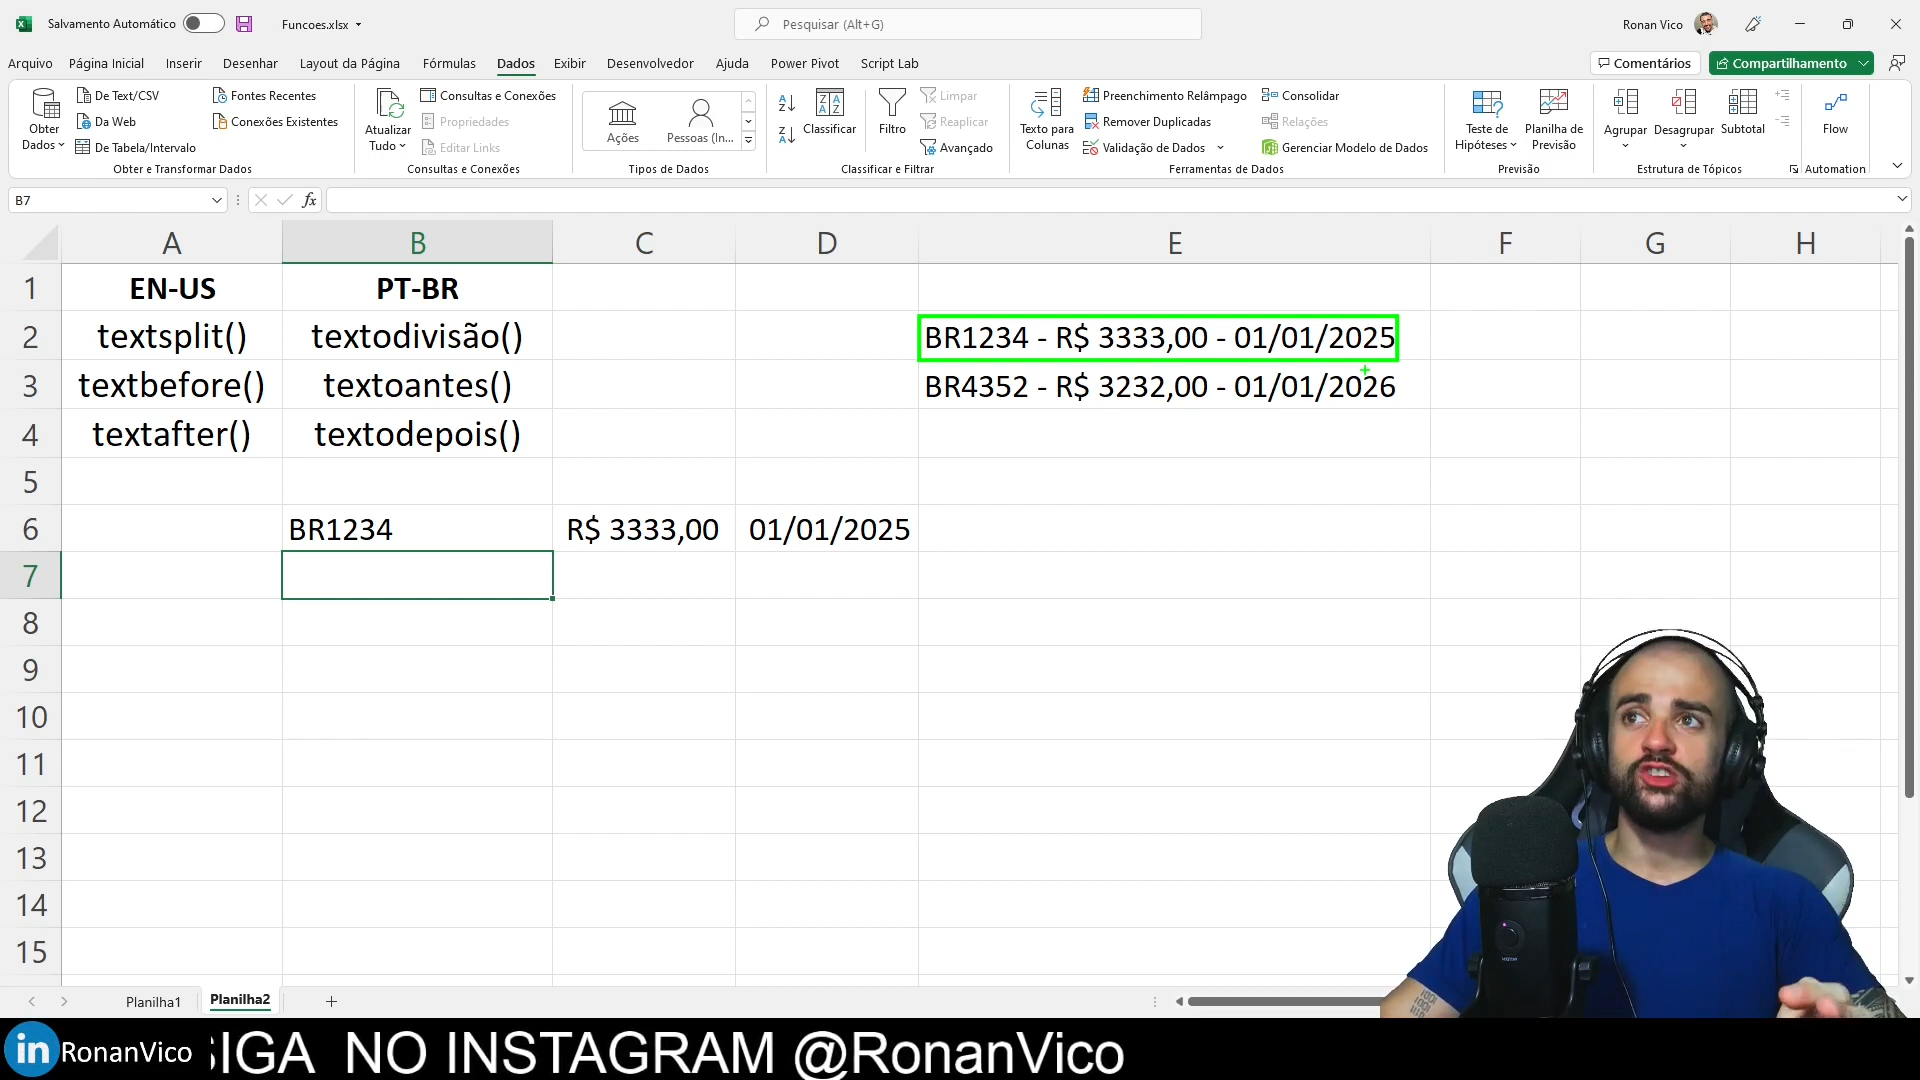 Salvamento Automático
Funcoes.xlsx
Pesquisar (Alt+G)
Ronan Vico
Arquivo Página Inicial Inserir Desenhar Layout da Página Fórmulas Dados Exibir Desenvolvedor Ajuda Power Pivot Script Lab
Comentários
Compartilhamento
Obter Dados
De Text/CSV
Da Web
De Tabela/Intervalo
Fontes Recentes
Conexões Existentes
Obter e Transformar Dados
Atualizar Tudo
Consultas e Conexões
Propriedades
Editar Links
Consultas e Conexões
Ações
Pessoas (In...
Tipos de Dados
Classificar
Filtro
Limpar
Reaplicar
Avançado
Classificar e Filtrar
Texto para Colunas
Preenchimento Relâmpago
Remover Duplicadas
Validação de Dados
Consolidar
Relações
Gerenciar Modelo de Dados
Ferramentas de Dados
Teste de Hipóteses
Planilha de Previsão
Previsão
Agrupar
Desagrupar
Subtotal
Estrutura de Tópicos
Flow
Automation
B7
fx
A B C D E F G H
1 EN-US PT-BR
2 textsplit() textodivisão() BR1234 - R$ 3333,00 - 01/01/2025
3 textbefore() textoantes() BR4352 - R$ 3232,00 - 01/01/2026
4 textafter() textodepois()
5
6 BR1234 R$ 3333,00 01/01/2025
7
8
9
10
11
12
13
14
15
Planilha1 Planilha2
in RonanVico SIGA NO INSTAGRAM @RonanVico